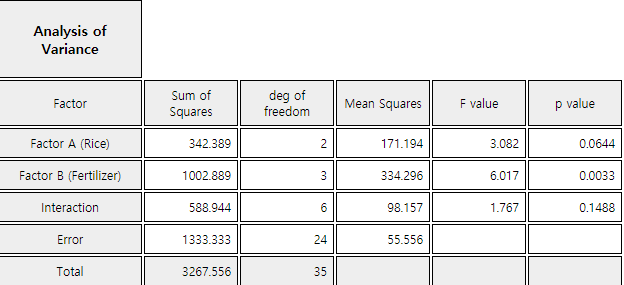 Analysis of
Variance
Factor Sum of Squares deg of freedom Mean Squares F value p value
Factor A (Rice) 342.389 2 171.194 3.082 0.0644
Factor B (Fertilizer) 1002.889 3 334.296 6.017 0.0033
Interaction 588.944 6 98.157 1.767 0.1488
Error 1333.333 24 55.556
Total 3267.556 35